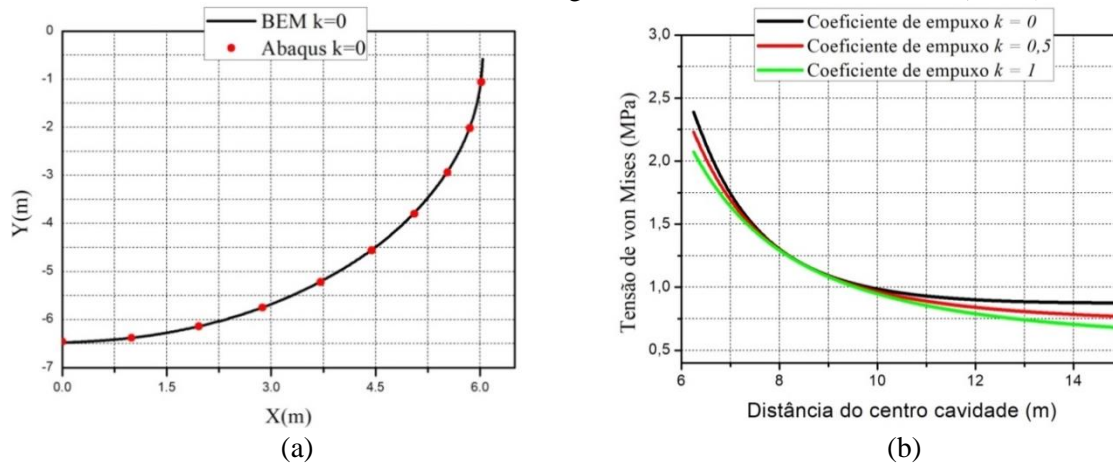 BEM k=0
Abaqus k=0
0
-1
-2
-3
-4
-5
-6
-7
Y(m)
0.0
1.5
3.0
4.5
6.0
X(m)
(a)
Coeficiente de empuxo k = 0
Coeficiente de empuxo k = 0,5
Coeficiente de empuxo k = 1
3,0
2,5
2,0
1,5
1,0
0,5
Tensão de von Mises (MPa)
6
8
10
12
14
Distância do centro cavidade (m)
(b)